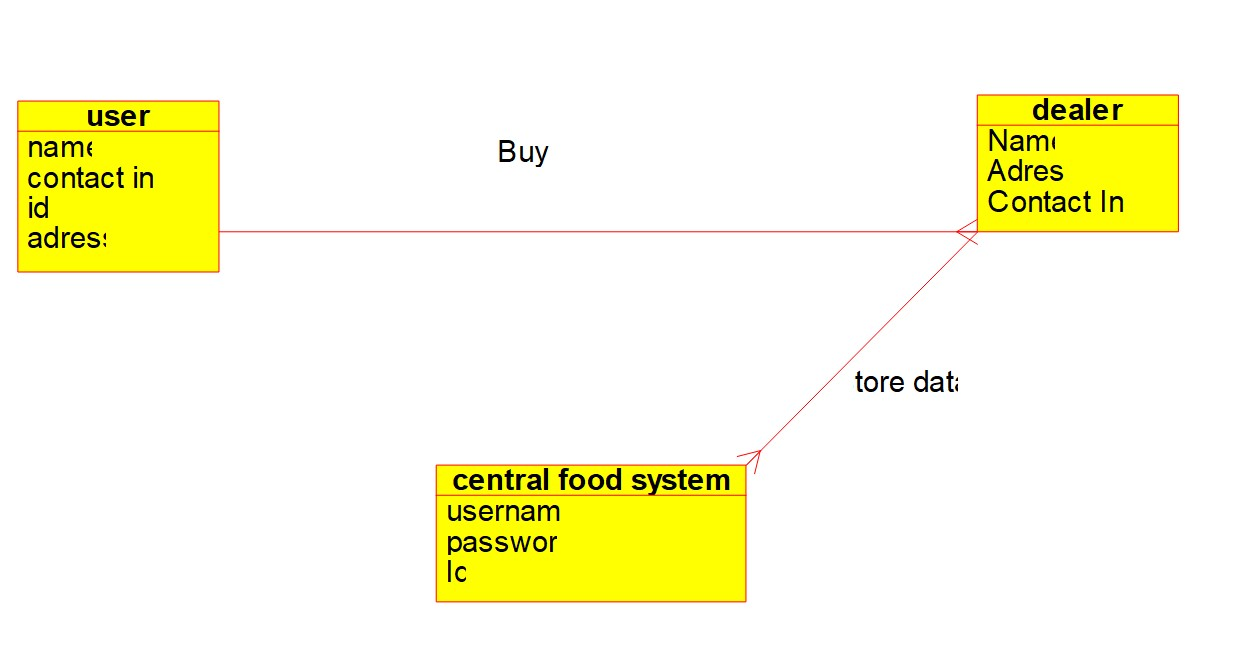 user
name
contact in
id
adress
Buy
dealer
Name
Adres
Contact In
tore data
central food system
usernam
passwor